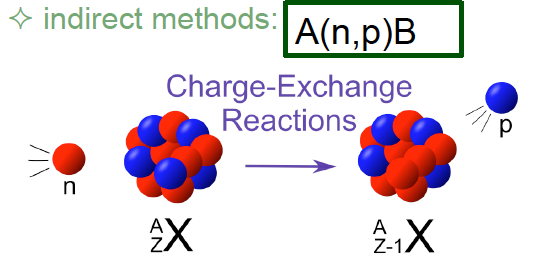 ✧ indirect methods: A(n,p)B
Charge-Exchange
Reactions
n
p
A
Z X
A
Z-1 X